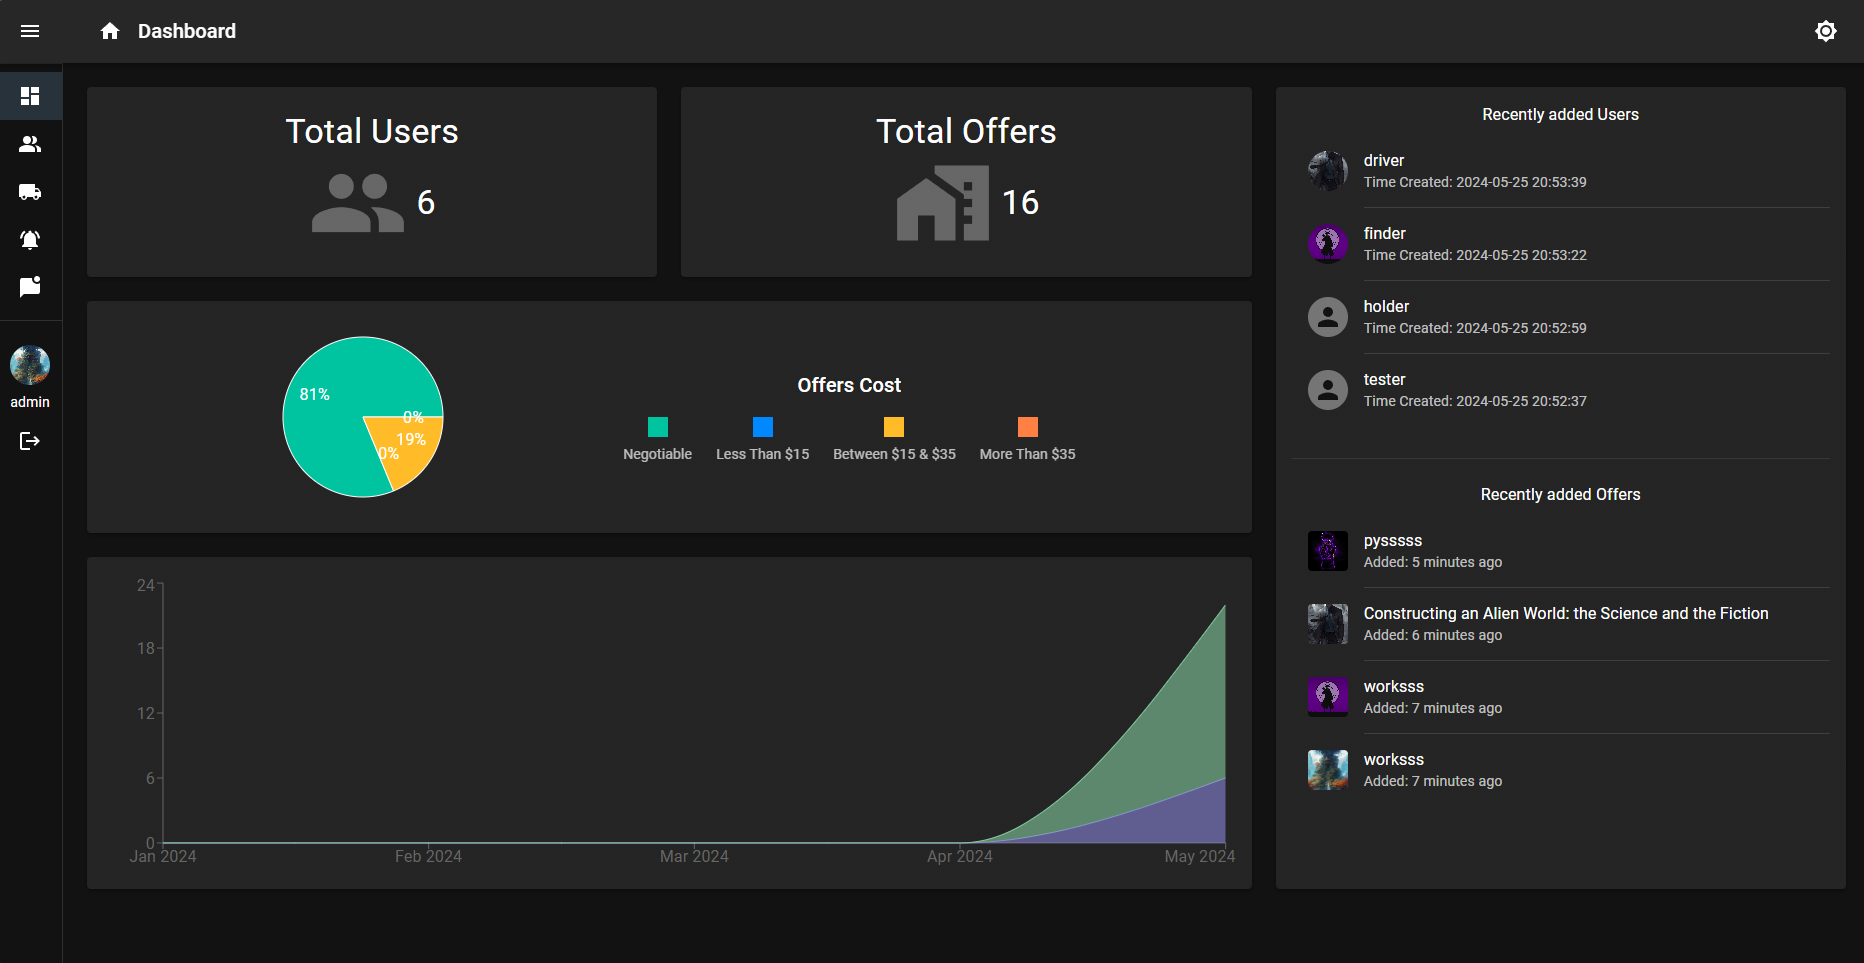 Dashboard
admin
Total Users
6
Total Offers
16
81%
0%
19%
0%
Offers Cost
Negotiable
Less Than $15
Between $15 & $35
More Than $35
24
18
12
6
0
Jan 2024
Feb 2024
Mar 2024
Apr 2024
May 2024
Recently added Users
driver
Time Created: 2024-05-25 20:53:39
finder
Time Created: 2024-05-25 20:53:22
holder
Time Created: 2024-05-25 20:52:59
tester
Time Created: 2024-05-25 20:52:37
Recently added Offers
pysssss
Added: 5 minutes ago
Constructing an Alien World: the Science and the Fiction
Added: 6 minutes ago
worksss
Added: 7 minutes ago
worksss
Added: 7 minutes ago